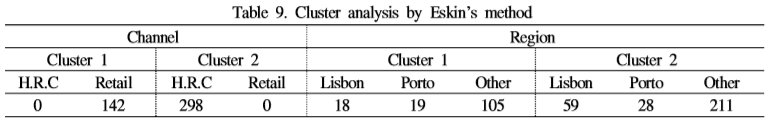 Table 9. Cluster analysis by Eskin's method
Channel Region
Cluster 1 Cluster 2 Cluster 1 Cluster 2
H.R.C Retail H.R.C Retail Lisbon Porto Other Lisbon Porto Other
0 142 298 0 18 19 105 59 28 211